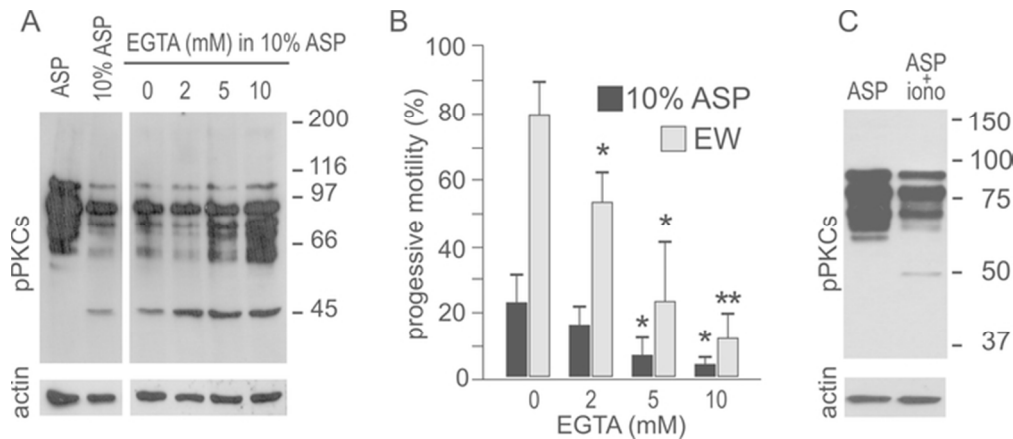 A
ASP
10% ASP
EGTA (mM) in 10% ASP
0 2 5 10
200
116
97
66
45
pPKCs
actin
B
progessive motility (%)
100
80
60
40
20
0
10% ASP
EW
*
*
*
*
**
0 2 5 10
EGTA (mM)
C
ASP
ASP
+
iono
150
100
75
50
37
pPKCs
actin